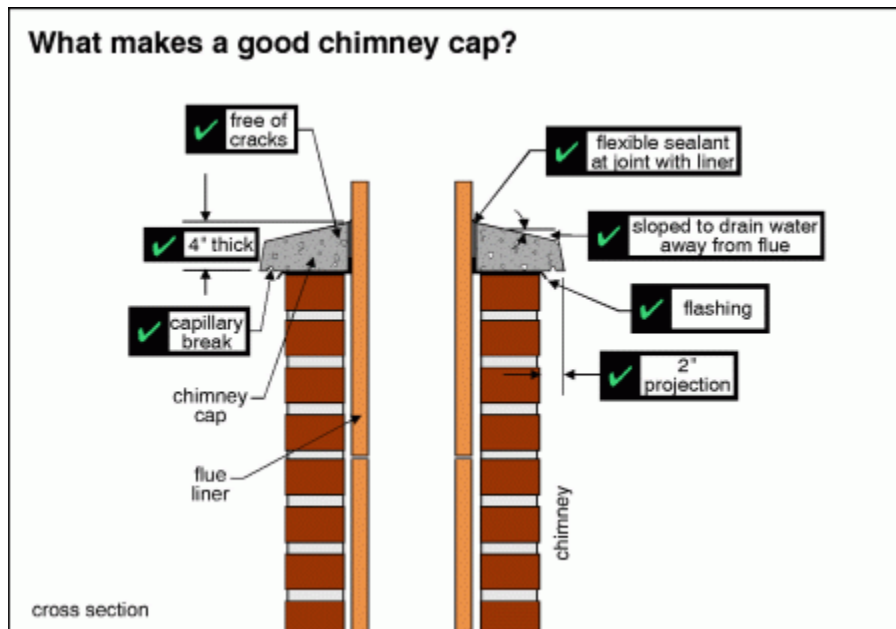 What makes a good chimney cap?
free of
cracks
flexible sealant
at joint with liner
4" thick
sloped to drain water
away from flue
capillary
break
flashing
2"
projection
chimney
cap
flue
liner
chimney
cross section